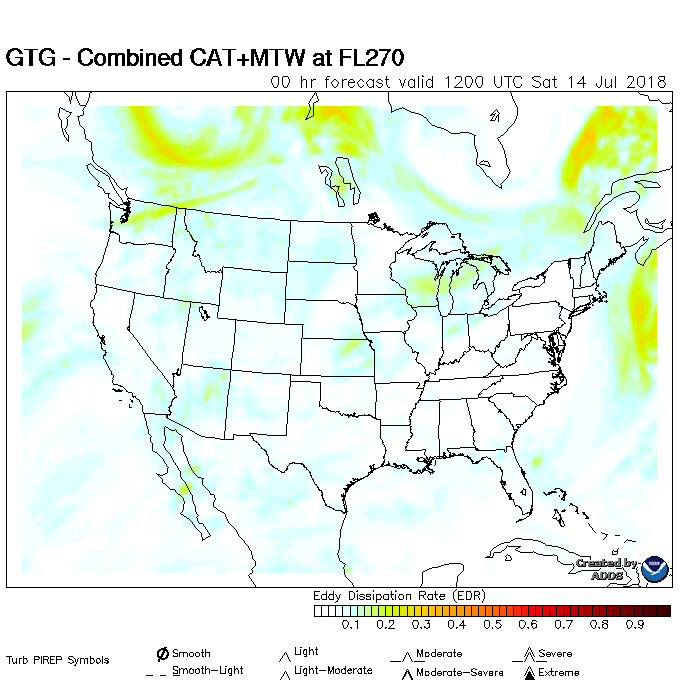 GTG - Combined CAT+MTW at FL270
00 hr forecast valid 1200 UTC Sat 14 Jul 2018
Created by
ADDS
Eddy Dissipation Rate (EDR)
0.1 0.2 0.3 0.4 0.5 0.6 0.7 0.8 0.9
Turb PIREP Symbols
Smooth Light Moderate Severe
Smooth-Light Light-Moderate Moderate-Severe Extreme